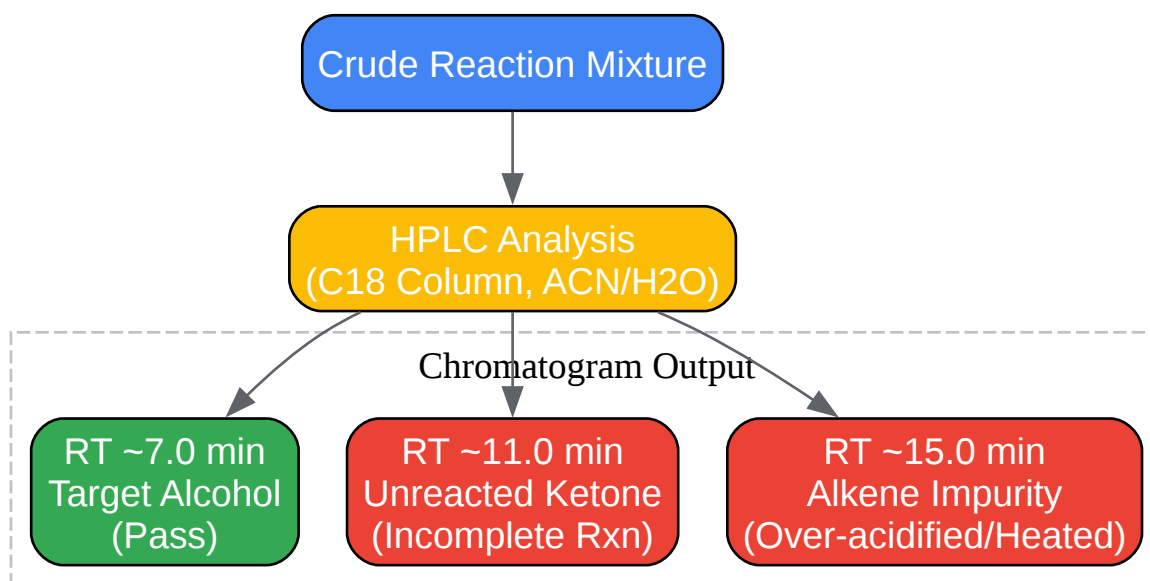 Crude Reaction Mixture
HPLC Analysis
(C18 Column, ACN/H2O)
Chromatogram Output
RT ~7.0 min
Target Alcohol
(Pass)
RT ~11.0 min
Unreacted Ketone
(Incomplete Rxn)
RT ~15.0 min
Alkene Impurity
(Over-acidified/Heated)